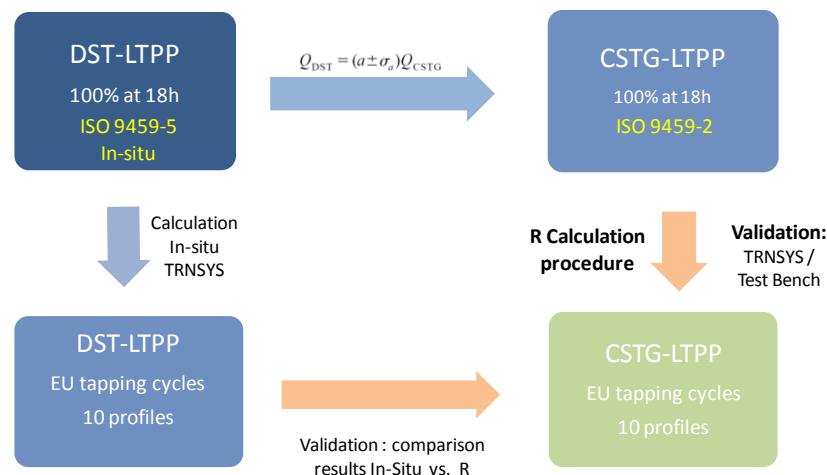 DST-LTPP
100% at 18h
ISO 9459-5
In-situ
Q_DST = (a ± σ_a) Q_CSTG
CSTG-LTPP
100% at 18h
ISO 9459-2
Calculation
In-situ
TRNSYS
R Calculation
procedure
Validation:
TRNSYS /
Test Bench
DST-LTPP
EU tapping cycles
10 profiles
Validation : comparison
results In-Situ vs. R
CSTG-LTPP
EU tapping cycles
10 profiles